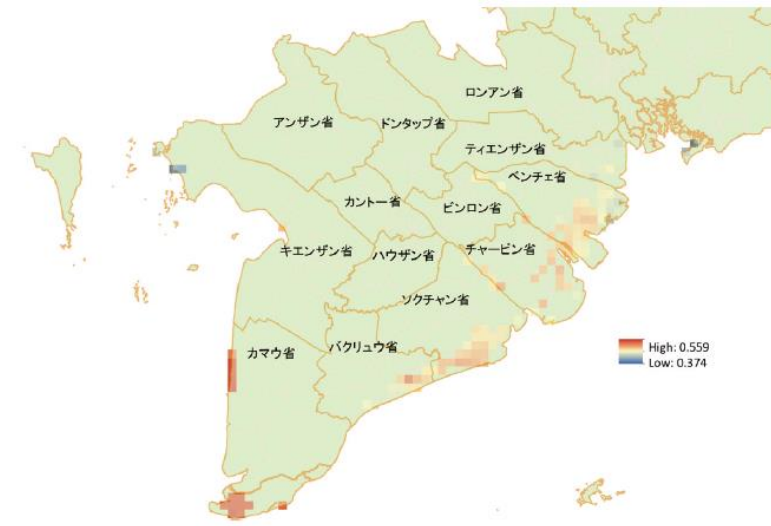 ロンアン省
アンザン省
ドンタップ省
ティエンザン省
ベンチェ省
カントー省
ビンロン省
キエンザン省
ハウザン省
チャービン省
ソクチャン省
カマウ省
バクリュウ省
High: 0.559
Low: 0.374